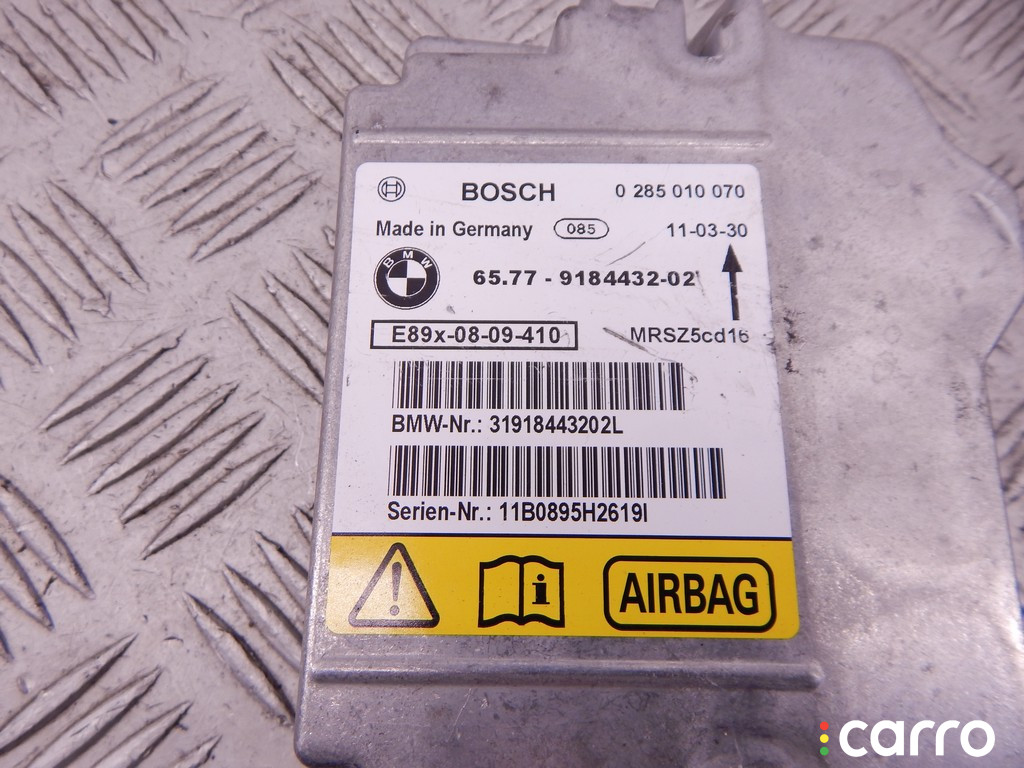 BOSCH 0 285 010 070
Made in Germany 085 11-03-30
BMW 65.77 - 9184432-02
E89x-08-09-410 MRSZ5cd16
BMW-Nr.: 31918443202L
Serien-Nr.: 11B0895H2619I
AIRBAG
carro